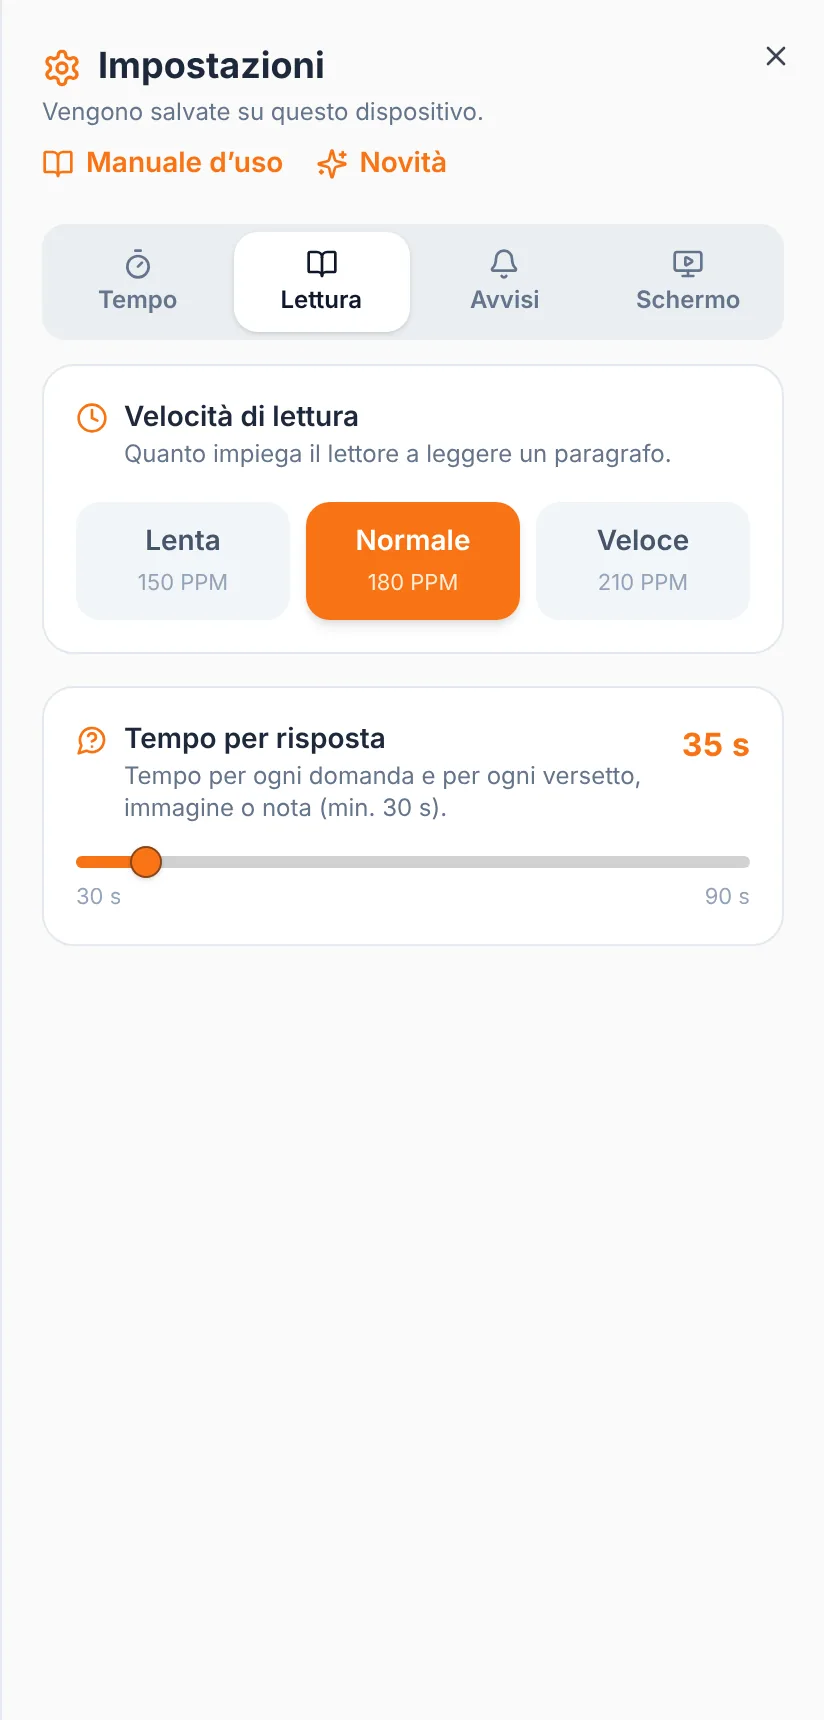 Impostazioni
Vengono salvate su questo dispositivo.
Manuale d’uso Novità
Tempo Lettura Avvisi Schermo
Velocità di lettura
Quanto impiega il lettore a leggere un paragrafo.
Lenta Normale Veloce
150 PPM 180 PPM 210 PPM
Tempo per risposta 35 s
Tempo per ogni domanda e per ogni versetto,
immagine o nota (min. 30 s).
30 s 90 s